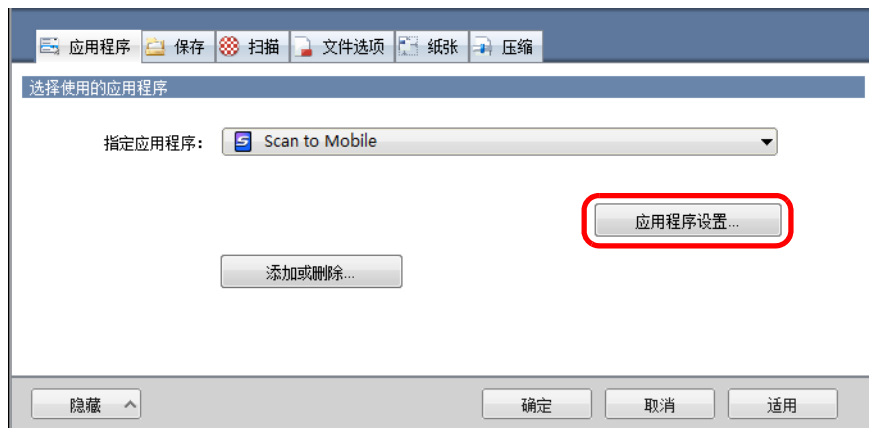 应用程序 保存 扫描 文件选项 纸张 压缩
选择使用的应用程序
指定应用程序: Scan to Mobile
应用程序设置...
添加或删除...
隐藏 确定 取消 适用